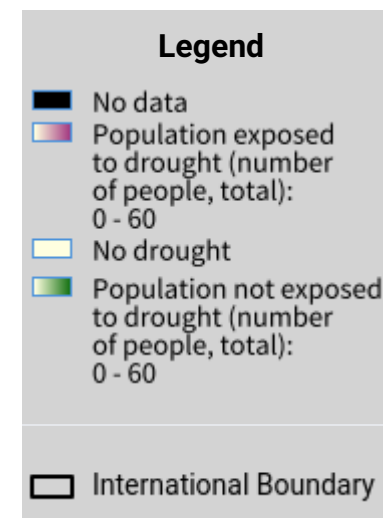 Legend
No data
Population exposed
to drought (number
of people, total):
0 - 60
No drought
Population not exposed
to drought (number
of people, total):
0 - 60
International Boundary